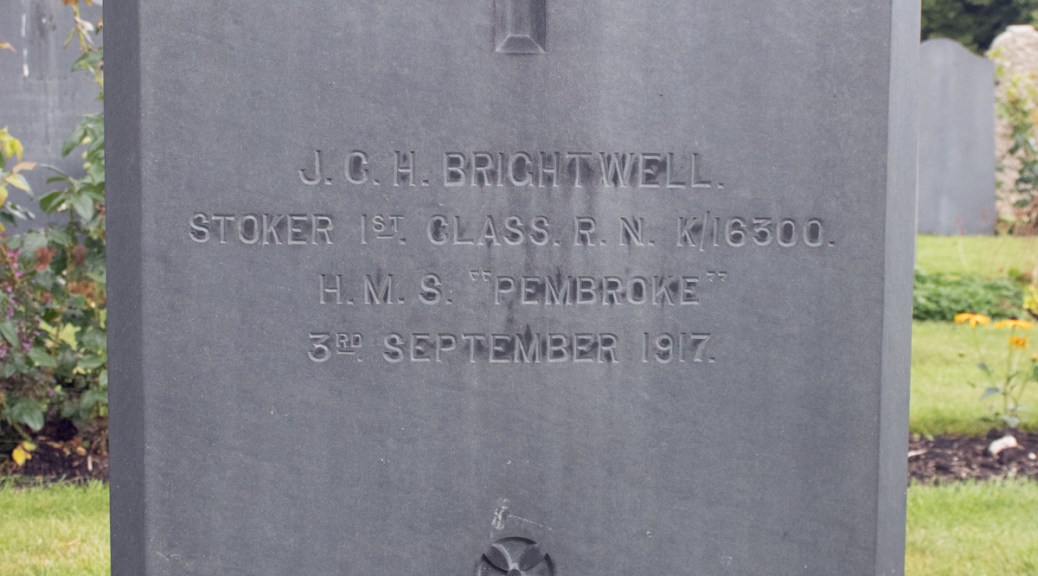 J. C. H. BRIGHTWELL.
STOKER 1ST. CLASS. R. N. K/16300.
H. M. S. "PEMBROKE"
3RD. SEPTEMBER 1917.